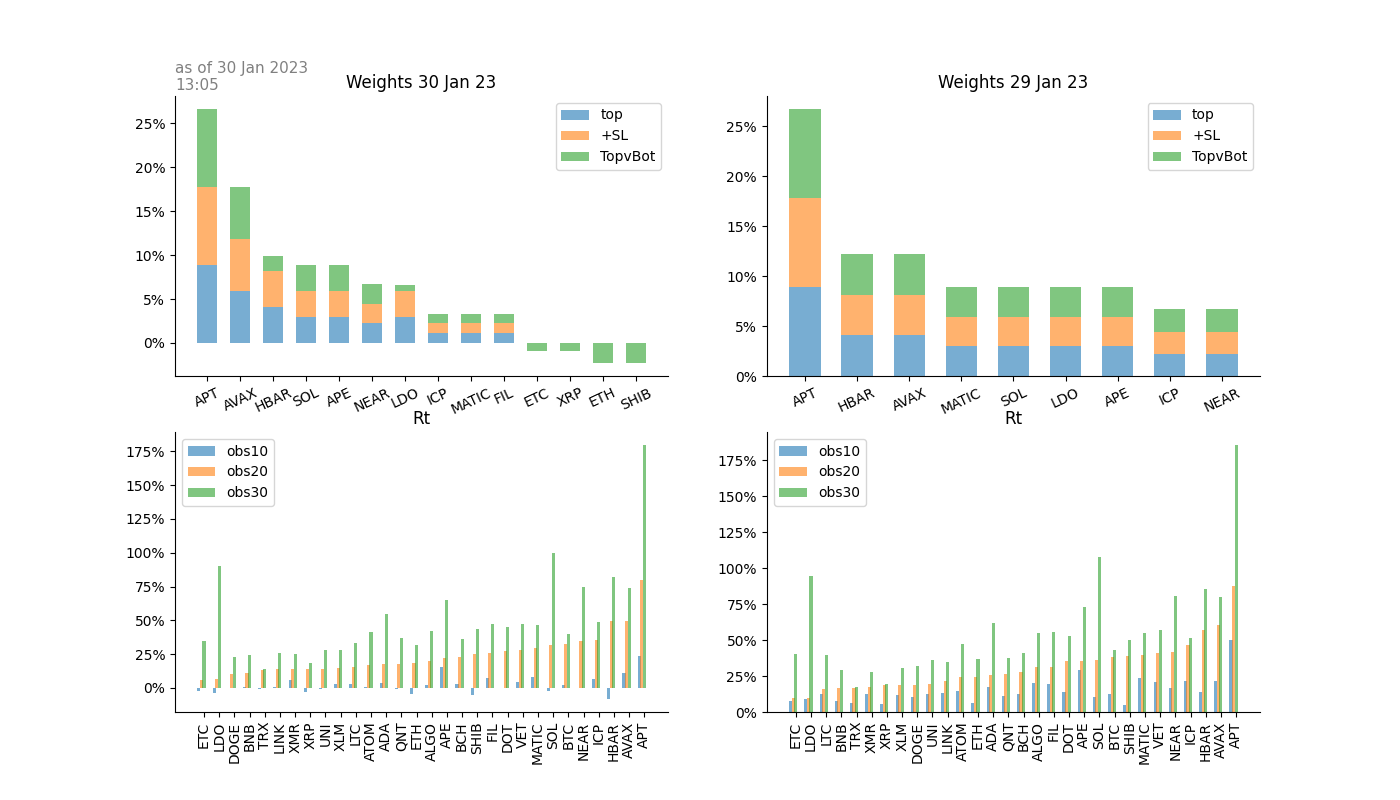 as of 30 Jan 2023
13:05
Weights 30 Jan 23
25%
20%
15%
10%
5%
0%
top
+SL
TopvBot
APT AVAX HBAR SOL APE NEAR LDO ICP MATIC FIL ETC XRP ETH SHIB
Weights 29 Jan 23
25%
20%
15%
10%
5%
0%
top
+SL
TopvBot
APT HBAR AVAX MATIC SOL LDO APE ICP NEAR
Rt
175%
150%
125%
100%
75%
50%
25%
0%
obs10
obs20
obs30
ETC LDO DOGE BNB TRX LINK XMR XRP UNI XLM LTC ATOM ADA QNT ETH ALGO APE BCH SHIB FIL DOT VET MATIC SOL BTC NEAR ICP HBAR AVAX APT
Rt
175%
150%
125%
100%
75%
50%
25%
0%
obs10
obs20
obs30
ETC LDO LTC BNB TRX XMR XRP XLM DOGE UNI LINK ATOM ETH ADA QNT BCH ALGO FIL DOT APE SOL BTC SHIB MATIC VET NEAR ICP HBAR AVAX APT